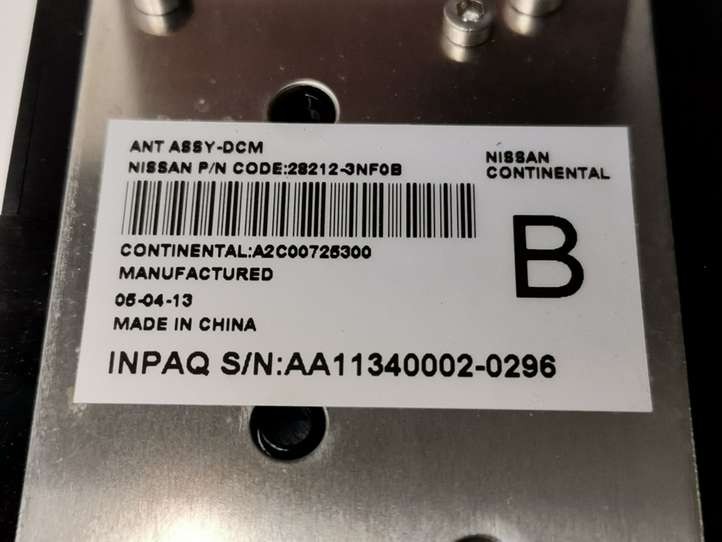 ANT ASSY-DCM
NISSAN P/N CODE:28212-3NF0B
NISSAN
CONTINENTAL
B
CONTINENTAL:A2C00725300
MANUFACTURED
05-04-13
MADE IN CHINA
INPAQ S/N:AA11340002-0296